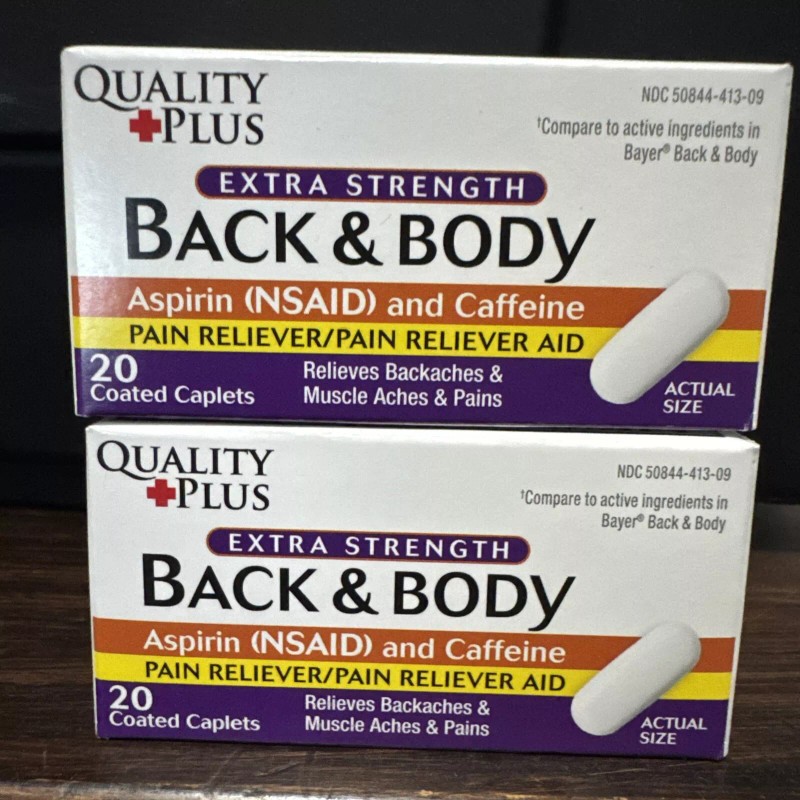 QUALITY
PLUS
NDC 50844-413-09
†Compare to active ingredients in
Bayer® Back & Body
EXTRA STRENGTH
BACK & BODY
Aspirin (NSAID) and Caffeine
PAIN RELIEVER/PAIN RELIEVER AID
20
Coated Caplets
Relieves Backaches &
Muscle Aches & Pains
ACTUAL
SIZE
QUALITY
PLUS
NDC 50844-413-09
†Compare to active ingredients in
Bayer® Back & Body
EXTRA STRENGTH
BACK & BODY
Aspirin (NSAID) and Caffeine
PAIN RELIEVER/PAIN RELIEVER AID
20
Coated Caplets
Relieves Backaches &
Muscle Aches & Pains
ACTUAL
SIZE